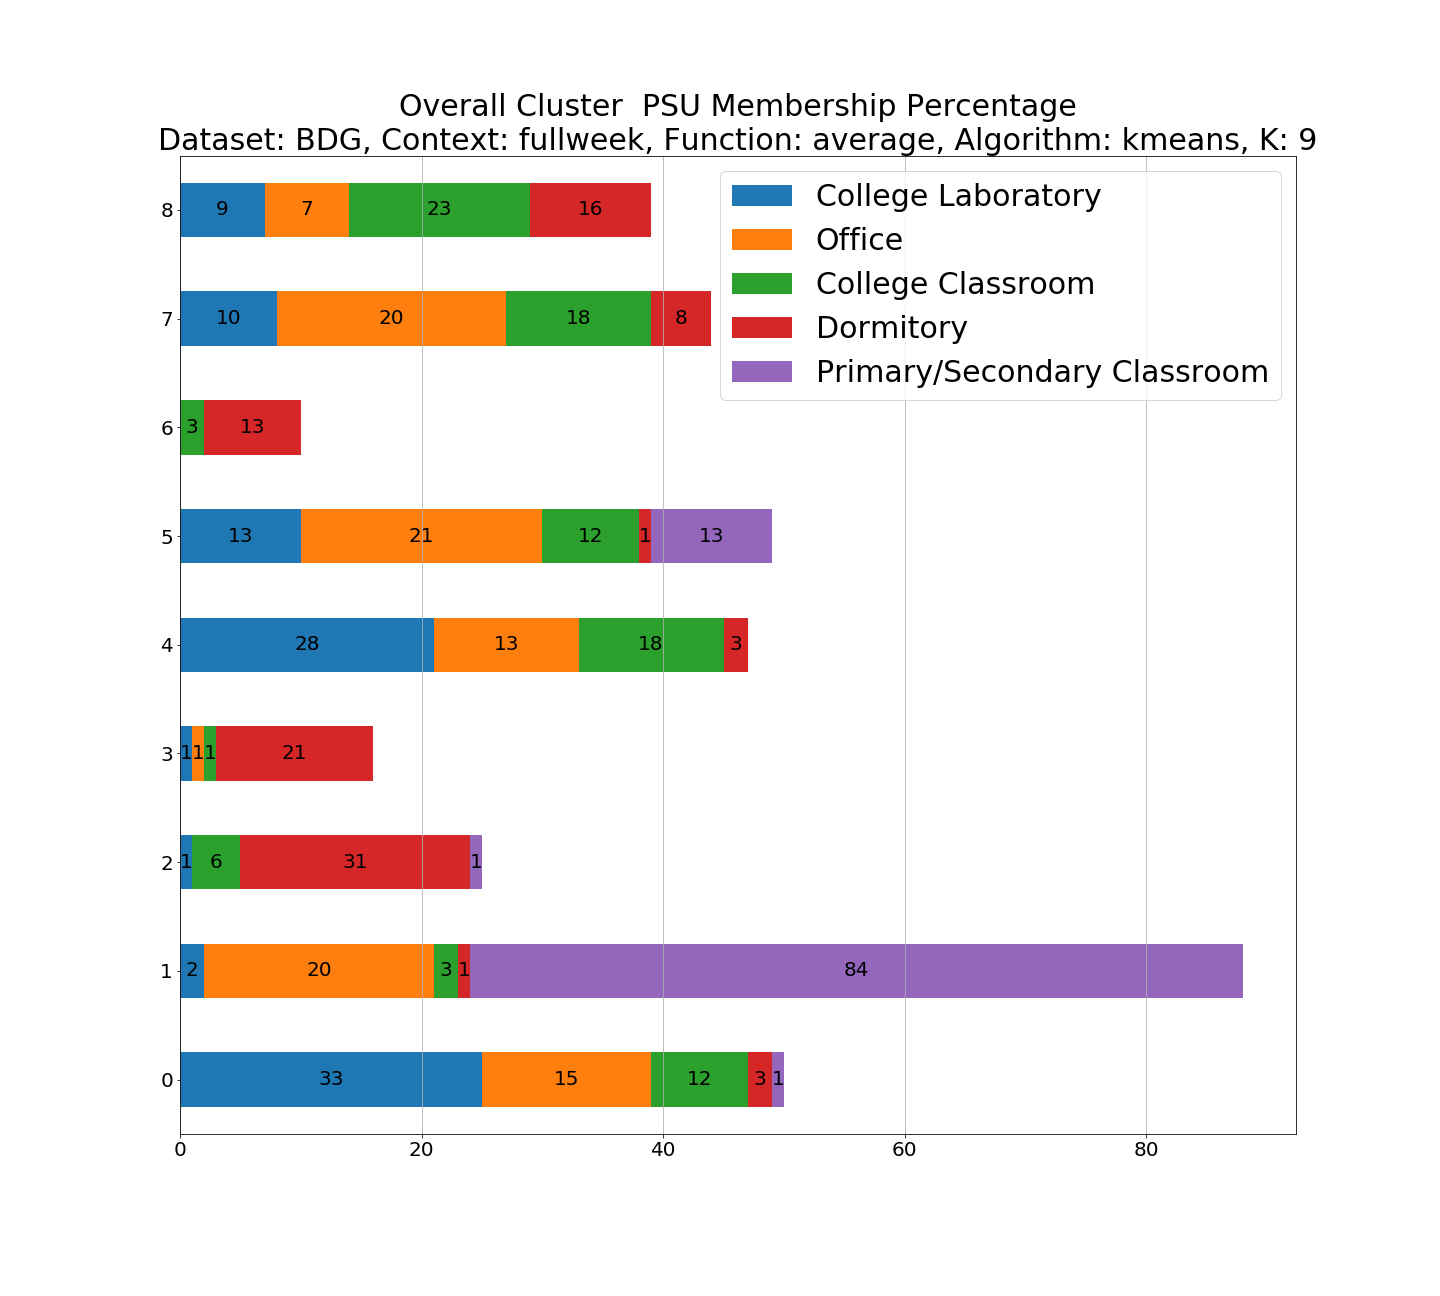 Overall Cluster  PSU Membership Percentage
Dataset: BDG, Context: fullweek, Function: average, Algorithm: kmeans, K: 9
College Laboratory
Office
College Classroom
Dormitory
Primary/Secondary Classroom
8 9 7 23 16
7 10 20 18 8
6 3 13
5 13 21 12 1 13
4 28 13 18 3
3 1 1 1 21
2 1 6 31 1
1 2 20 3 1 84
0 33 15 12 3 1
0 20 40 60 80